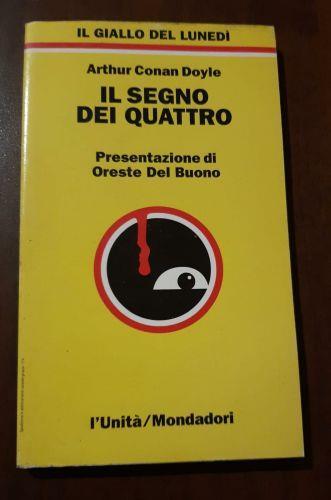 IL GIALLO DEL LUNEDÌ
Arthur Conan Doyle
IL SEGNO
DEI QUATTRO
Presentazione di
Oreste Del Buono
l'Unità/Mondadori